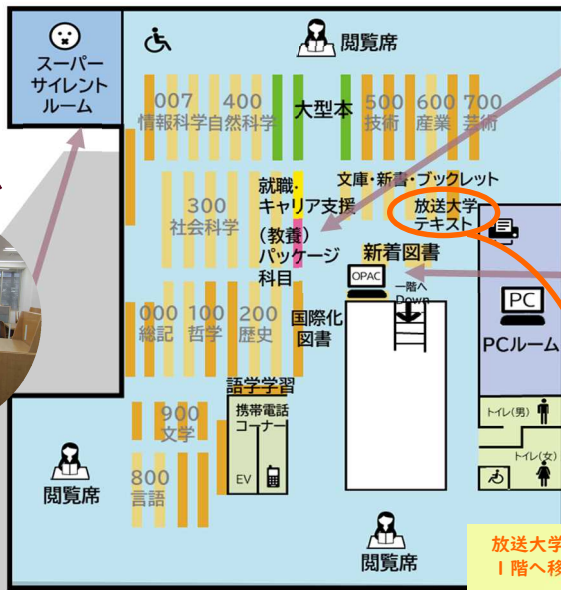 スーパー
サイレント
ルーム
閲覧席
007
情報科学
400
自然科学
大型本
500
技術
600
産業
700
芸術
300
社会科学
就職・
キャリア支援
(教養)
パッケージ
科目
文庫・新書・ブックレット
放送大学
テキスト
新着図書
OPAC
一階へ
Down
PC
PCルーム
000
総記
100
哲学
200
歴史
国際化
図書
語学学習
携帯電話
コーナー
EV
900
文学
800
言語
閲覧席
トイレ(男)
トイレ(女)
閲覧席
放送大学
1階へ移